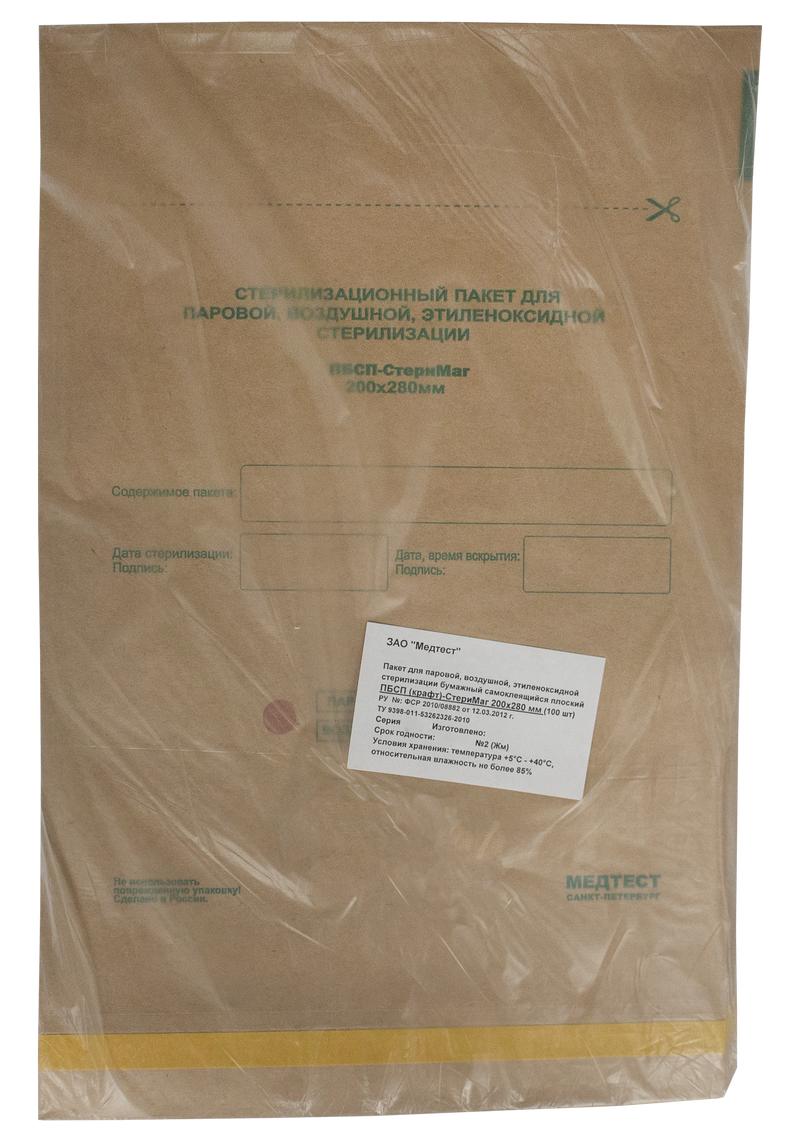 СТЕРИЛИЗАЦИОННЫЙ ПАКЕТ ДЛЯ
ПАРОВОЙ, ВОЗДУШНОЙ, ЭТИЛЕНОКСИДНОЙ
СТЕРИЛИЗАЦИИ
ПБСП-СтериМаг
200х280мм
Содержимое пакета:
Дата стерилизации:
Подпись:
Дата, время вскрытия:
Подпись:
ЗАО "Медтест"
Пакет для паровой, воздушной, этиленоксидной
стерилизации бумажный самоклеящийся плоский
ПБСП (крафт)-СтериМаг 200х280 мм (100 шт)
РУ №: ФСР 2010/08882 от 12.03.2012 г.
ТУ 9398-011-53262326-2010
Серия Изготовлено:
Срок годности: №2 (Жм)
Условия хранения: температура +5°С - +40°С,
относительная влажность не более 85%
Не использовать
поврежденную упаковку!
Сделано в России.
МЕДТЕСТ
САНКТ-ПЕТЕРБУРГ